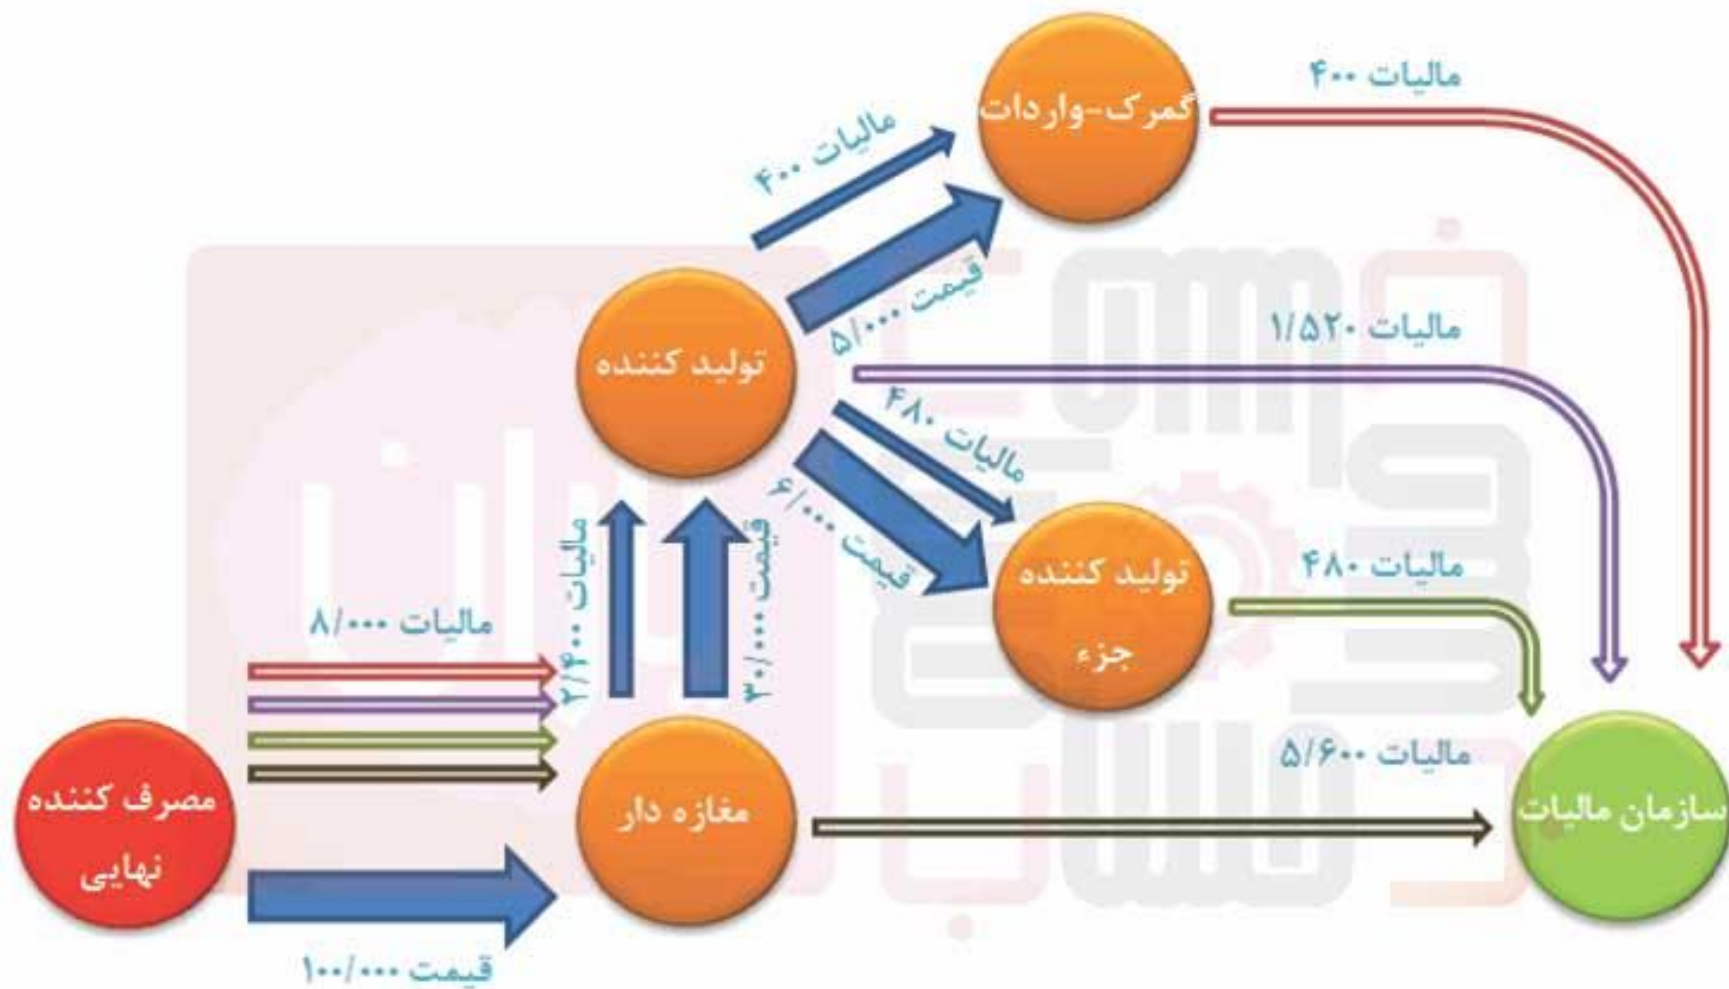 گمرک-واردات
مالیات ۴۰۰
مالیات ۴۰۰
قیمت ۵/۰۰۰
تولید کننده
مالیات ۱/۵۲۰
مالیات ۴۸۰
قیمت ۶/۰۰۰
تولید کننده
جزء
مالیات ۴۸۰
مالیات ۲/۴۰۰
قیمت ۳۰/۰۰۰
مالیات ۸/۰۰۰
مصرف کننده
نهایی
مغازه دار
مالیات ۵/۶۰۰
سازمان مالیات
قیمت ۱۰۰/۰۰۰